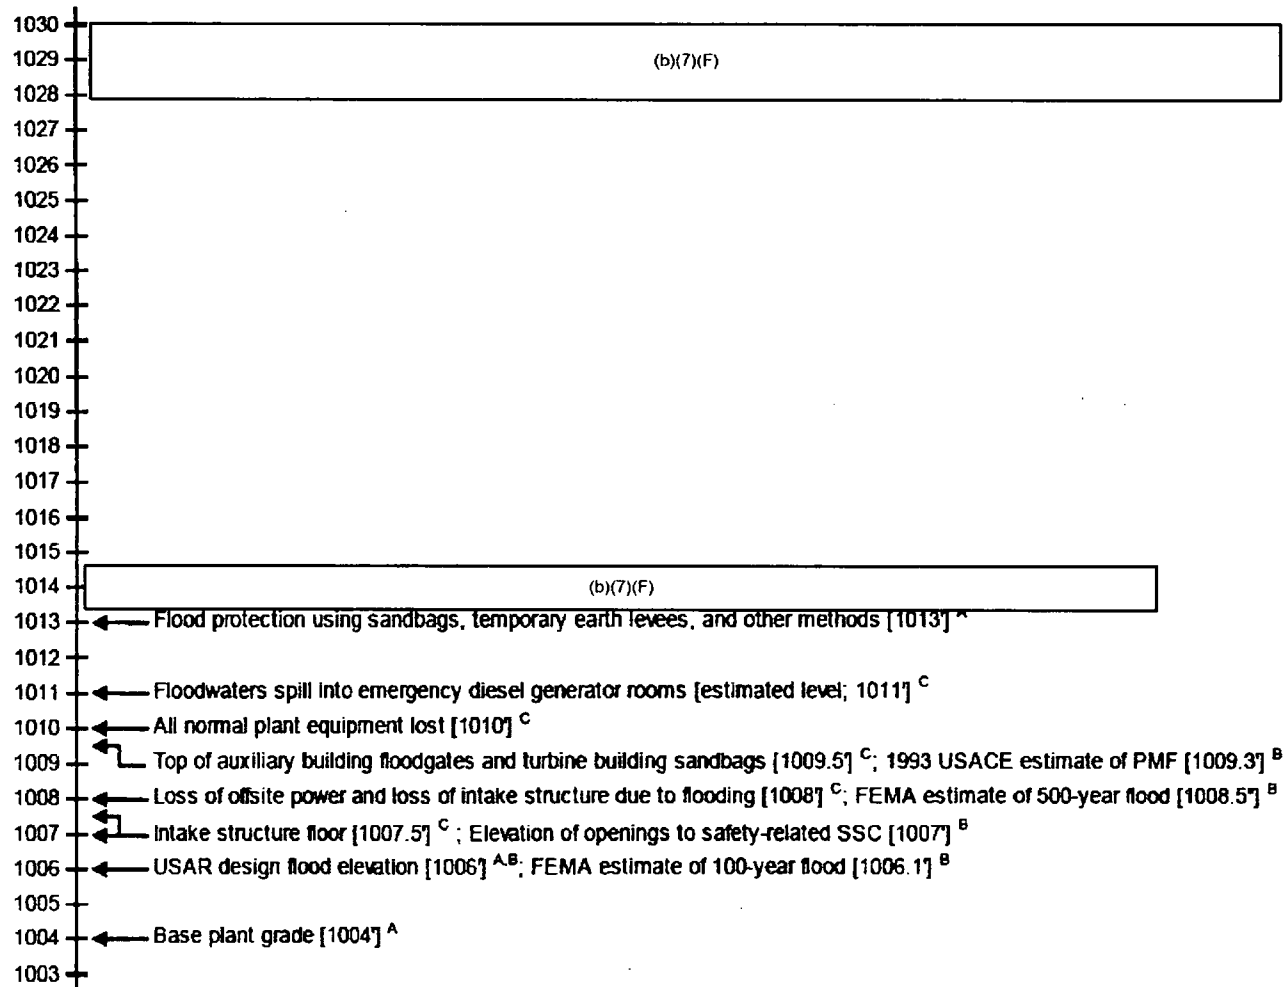 1030
1029 (b)(7)(F)
1028
1027
1026
1025
1024
1023
1022
1021
1020
1019
1018
1017
1016
1015
1014 (b)(7)(F)
1013 Flood protection using sandbags, temporary earth levees, and other methods [1013'] A
1012
1011 Floodwaters spill into emergency diesel generator rooms [estimated level; 1011'] C
1010 All normal plant equipment lost [1010'] C
1009 Top of auxiliary building floodgates and turbine building sandbags [1009.5'] C; 1993 USACE estimate of PMF [1009.3'] B
1008 Loss of offsite power and loss of intake structure due to flooding [1008'] C; FEMA estimate of 500-year flood [1008.5'] B
1007 Intake structure floor [1007.5'] C ; Elevation of openings to safety-related SSC [1007'] B
1006 USAR design flood elevation [1006'] A,B; FEMA estimate of 100-year flood [1006.1'] B
1005
1004 Base plant grade [1004'] A
1003